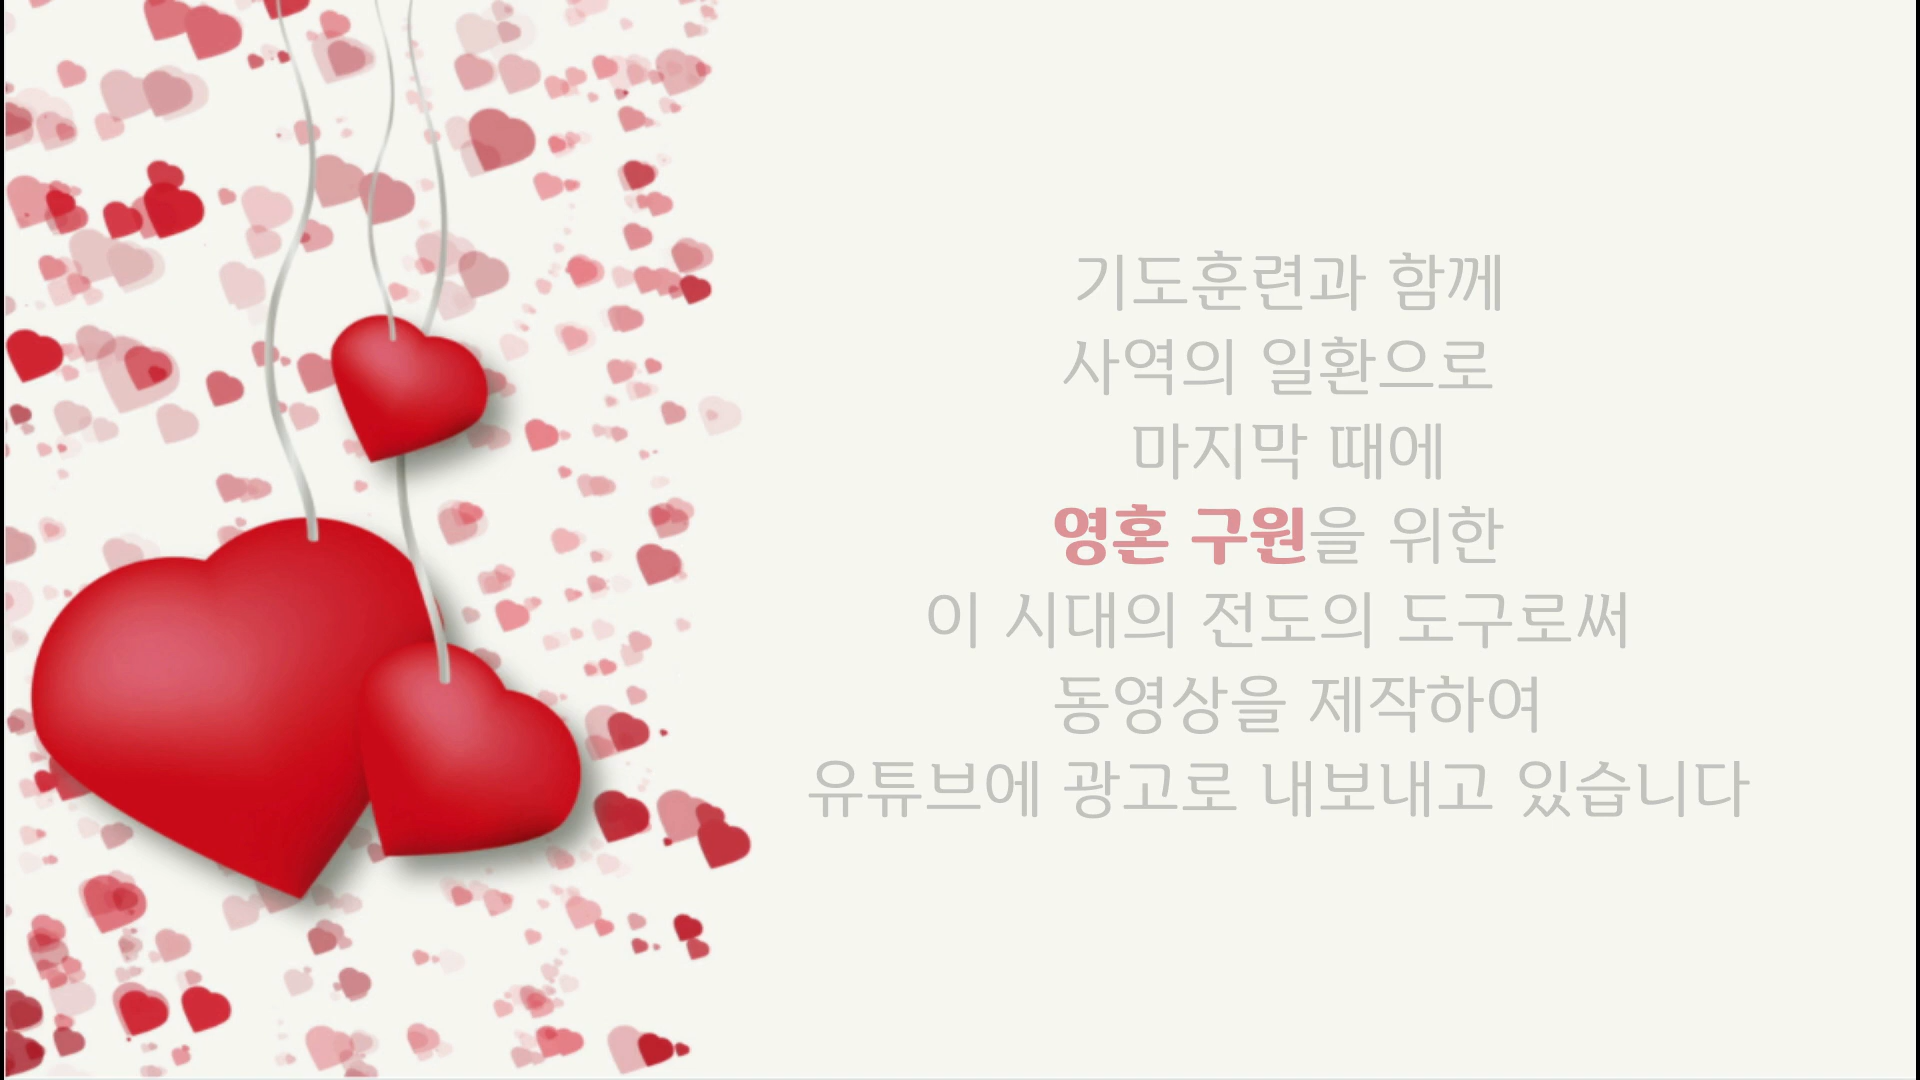 기도훈련과 함께
사역의 일환으로
마지막 때에
영혼 구원을 위한
이 시대의 전도의 도구로써
동영상을 제작하여
유튜브에 광고로 내보내고 있습니다